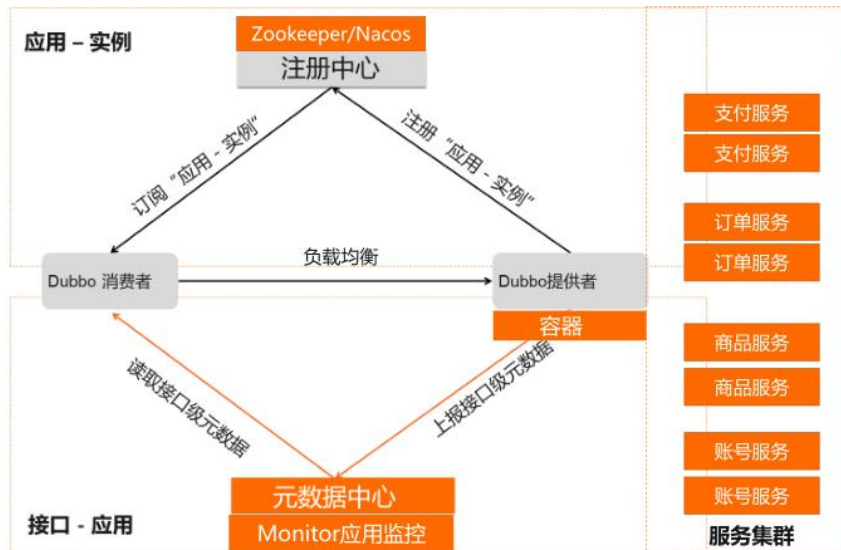 应用 – 实例
Zookeeper/Nacos
注册中心
订阅“应用 - 实例”
注册“应用 - 实例”
Dubbo 消费者
负载均衡
Dubbo提供者
容器
读取接口级元数据
上报接口级元数据
元数据中心
Monitor应用监控
接口 - 应用
支付服务
支付服务
订单服务
订单服务
商品服务
商品服务
账号服务
账号服务
服务集群